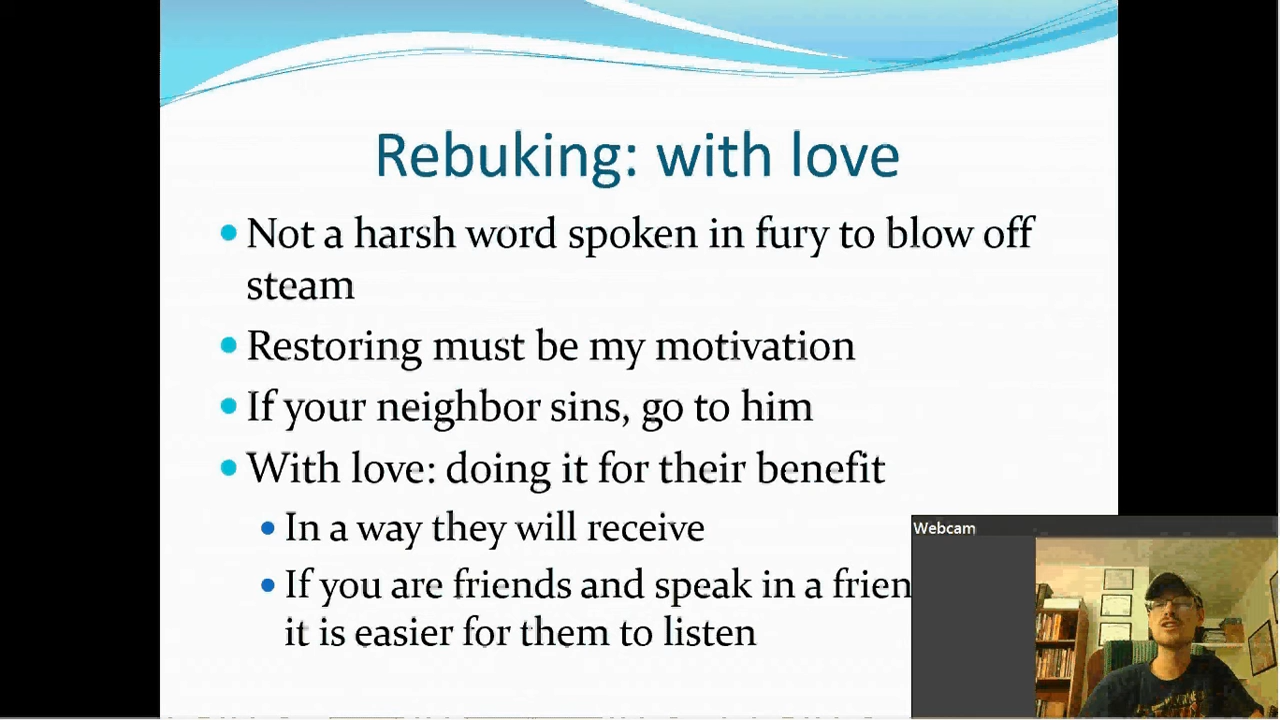 Rebuking: with love
Not a harsh word spoken in fury to blow off
steam
Restoring must be my motivation
If your neighbor sins, go to him
With love: doing it for their benefit
In a way they will receive
If you are friends and speak in a frien
it is easier for them to listen
Webcam